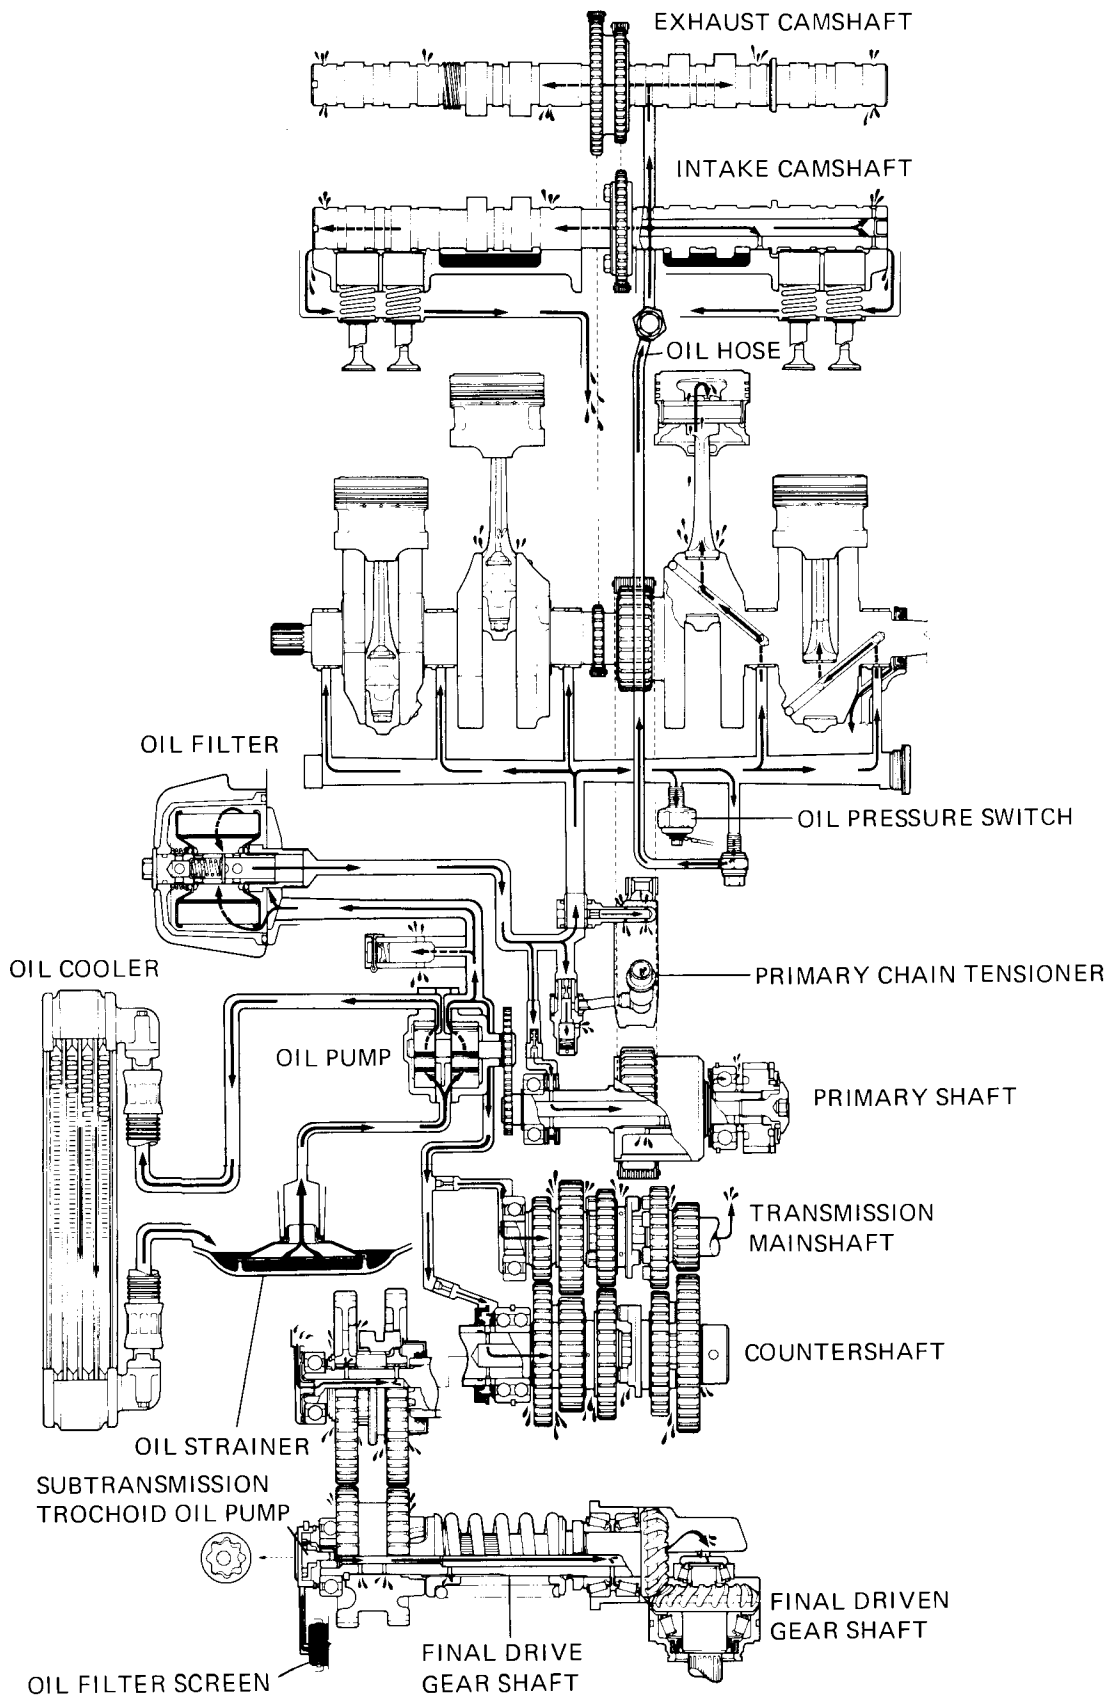 EXHAUST CAMSHAFT
INTAKE CAMSHAFT
OIL HOSE
OIL FILTER
OIL PRESSURE SWITCH
OIL COOLER
PRIMARY CHAIN TENSIONER
OIL PUMP
PRIMARY SHAFT
TRANSMISSION
MAINSHAFT
COUNTERSHAFT
OIL STRAINER
SUBTRANSMISSION
TROCHOID OIL PUMP
FINAL DRIVEN
GEAR SHAFT
FINAL DRIVE
GEAR SHAFT
OIL FILTER SCREEN